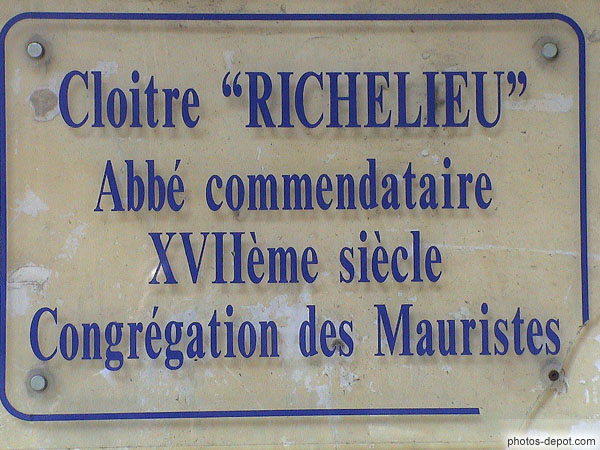 Cloitre “RICHELIEU”
Abbé commendataire
XVIIème siècle
Congrégation des Mauristes
photos-depot.com